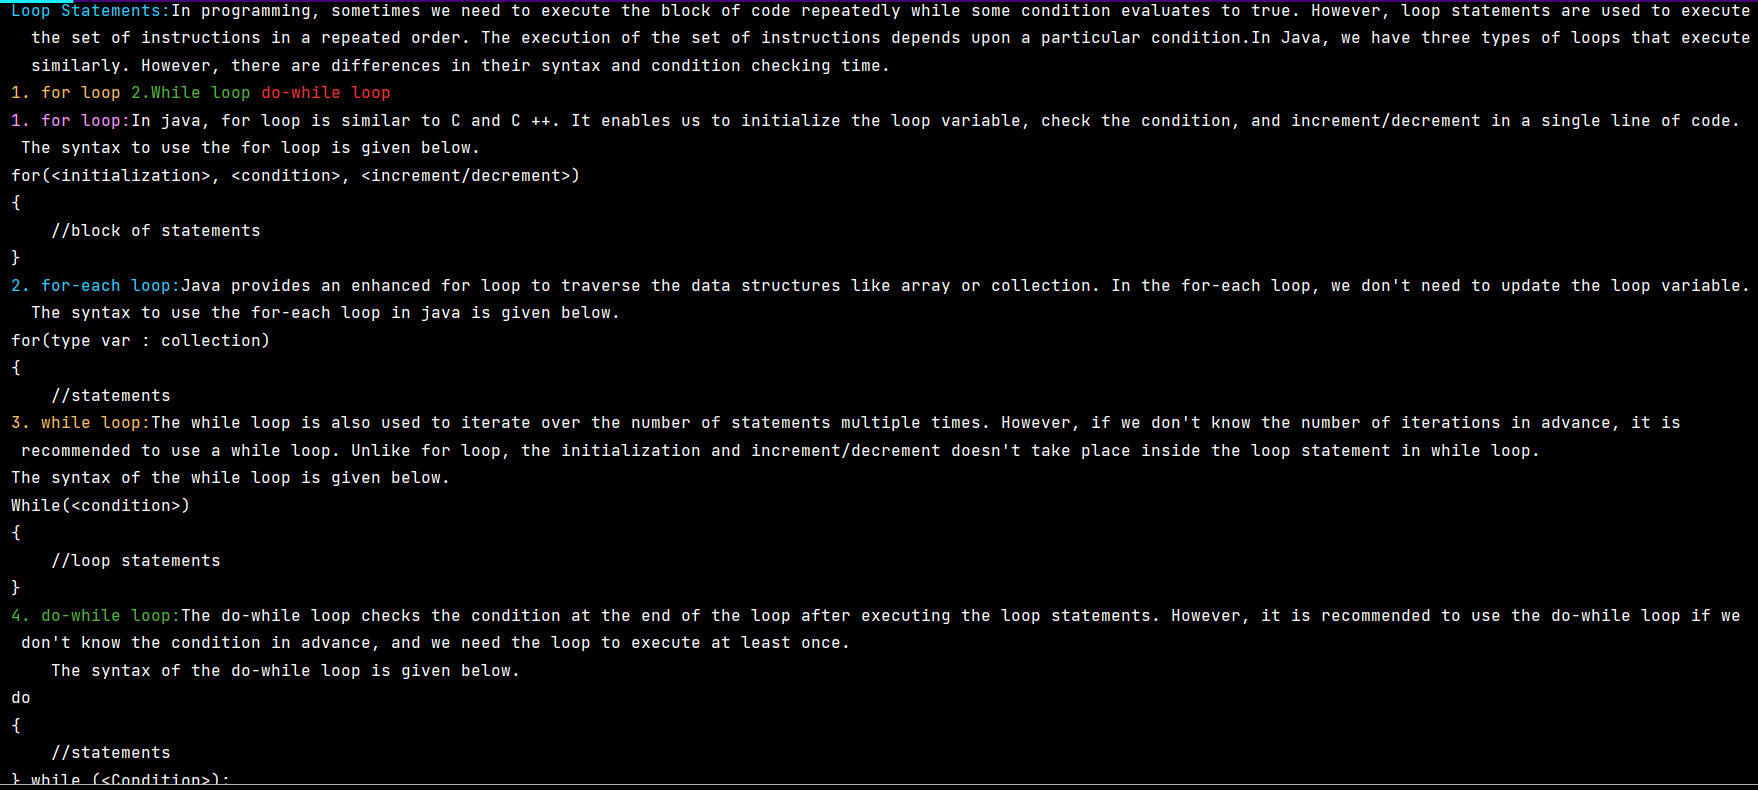 Loop Statements:In programming, sometimes we need to execute the block of code repeatedly while some condition evaluates to true. However, loop statements are used to execute
the set of instructions in a repeated order. The execution of the set of instructions depends upon a particular condition.In Java, we have three types of loops that execute
similarly. However, there are differences in their syntax and condition checking time.
1. for loop 2.While loop do-while loop
1. for loop:In java, for loop is similar to C and C ++. It enables us to initialize the loop variable, check the condition, and increment/decrement in a single line of code.
The syntax to use the for loop is given below.
for(<initialization>, <condition>, <increment/decrement>)
{
//block of statements
}
2. for-each loop:Java provides an enhanced for loop to traverse the data structures like array or collection. In the for-each loop, we don't need to update the loop variable.
The syntax to use the for-each loop in java is given below.
for(type var : collection)
{
//statements
3. while loop:The while loop is also used to iterate over the number of statements multiple times. However, if we don't know the number of iterations in advance, it is
recommended to use a while loop. Unlike for loop, the initialization and increment/decrement doesn't take place inside the loop statement in while loop.
The syntax of the while loop is given below.
While(<condition>)
{
//loop statements
}
4. do-while loop:The do-while loop checks the condition at the end of the loop after executing the loop statements. However, it is recommended to use the do-while loop if we
don't know the condition in advance, and we need the loop to execute at least once.
The syntax of the do-while loop is given below.
do
{
//statements
} while (<Condition>);